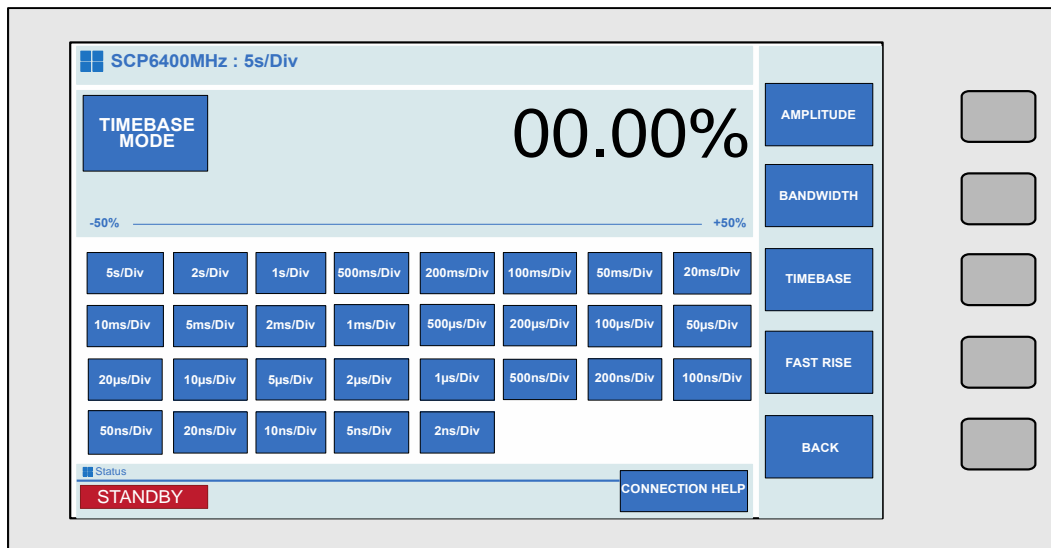 SCP6400MHz : 5s/Div
TIMEBASE
MODE
00.00%
-50%
+50%
5s/Div 2s/Div 1s/Div 500ms/Div 200ms/Div 100ms/Div 50ms/Div 20ms/Div
10ms/Div 5ms/Div 2ms/Div 1ms/Div 500µs/Div 200µs/Div 100µs/Div 50µs/Div
20µs/Div 10µs/Div 5µs/Div 2µs/Div 1µs/Div 500ns/Div 200ns/Div 100ns/Div
50ns/Div 20ns/Div 10ns/Div 5ns/Div 2ns/Div
Status
STANDBY
CONNECTION HELP
AMPLITUDE
BANDWIDTH
TIMEBASE
FAST RISE
BACK